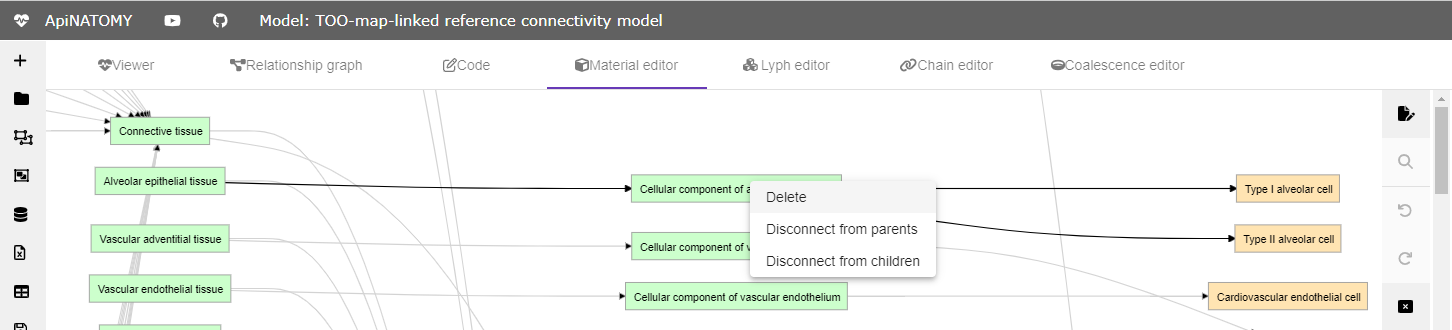 ApiNATOMY Model: TOO-map-linked reference connectivity model
Viewer Relationship graph Code Material editor Lyph editor Chain editor Coalescence editor
Connective tissue
Alveolar epithelial tissue
Cellular component of a
Type I alveolar cell
Delete
Disconnect from parents
Disconnect from children
Type II alveolar cell
Vascular adventitial tissue
Cellular component of v
Vascular endothelial tissue
Cellular component of vascular endothelium
Cardiovascular endothelial cell